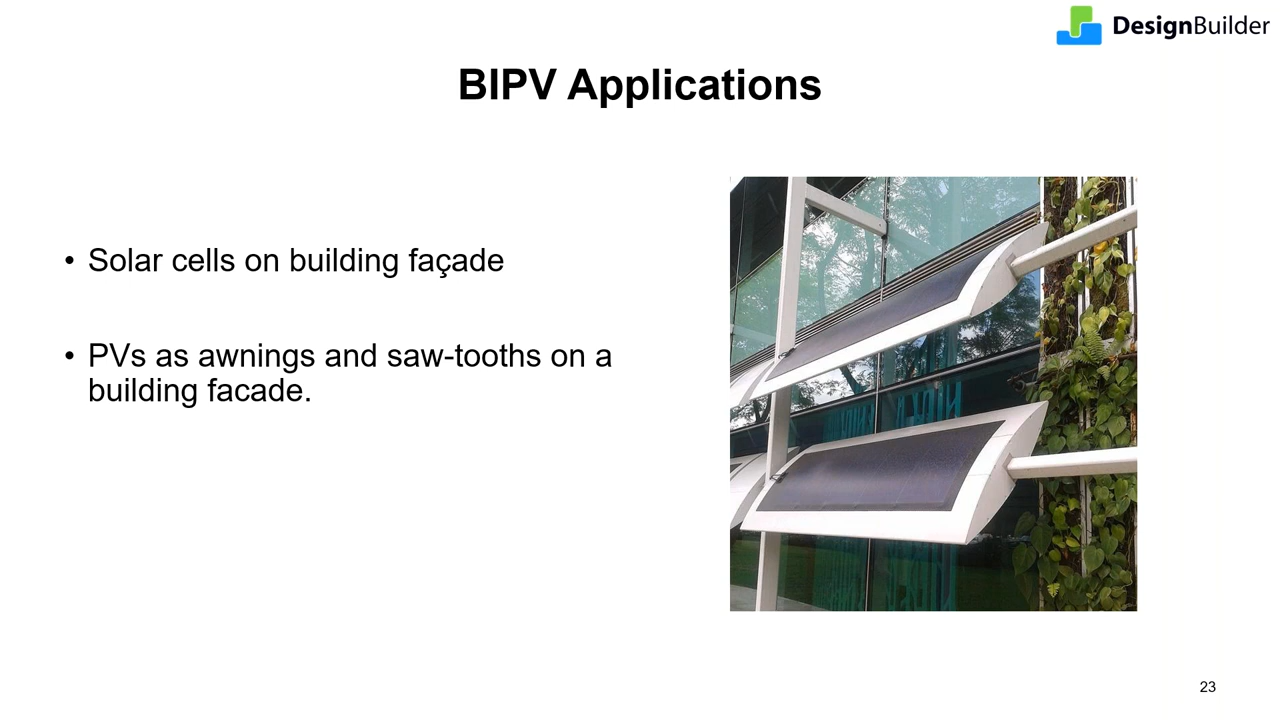 DesignBuilder
BIPV Applications
• Solar cells on building façade
• PVs as awnings and saw-tooths on a
building facade.
23